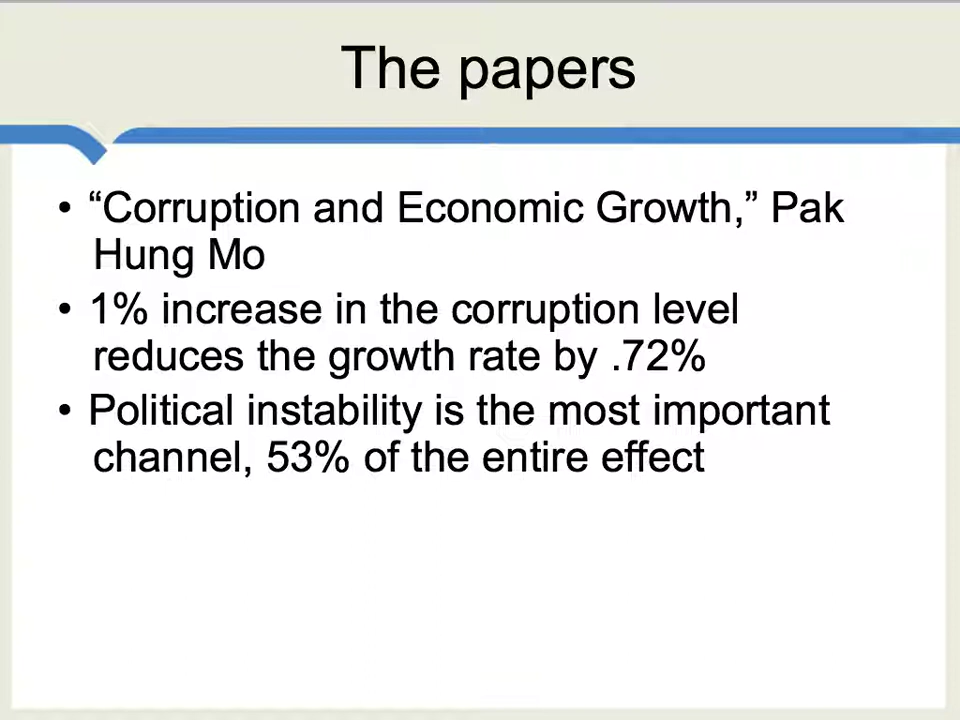 The papers
• “Corruption and Economic Growth,” Pak
Hung Mo
• 1% increase in the corruption level
reduces the growth rate by .72%
• Political instability is the most important
channel, 53% of the entire effect